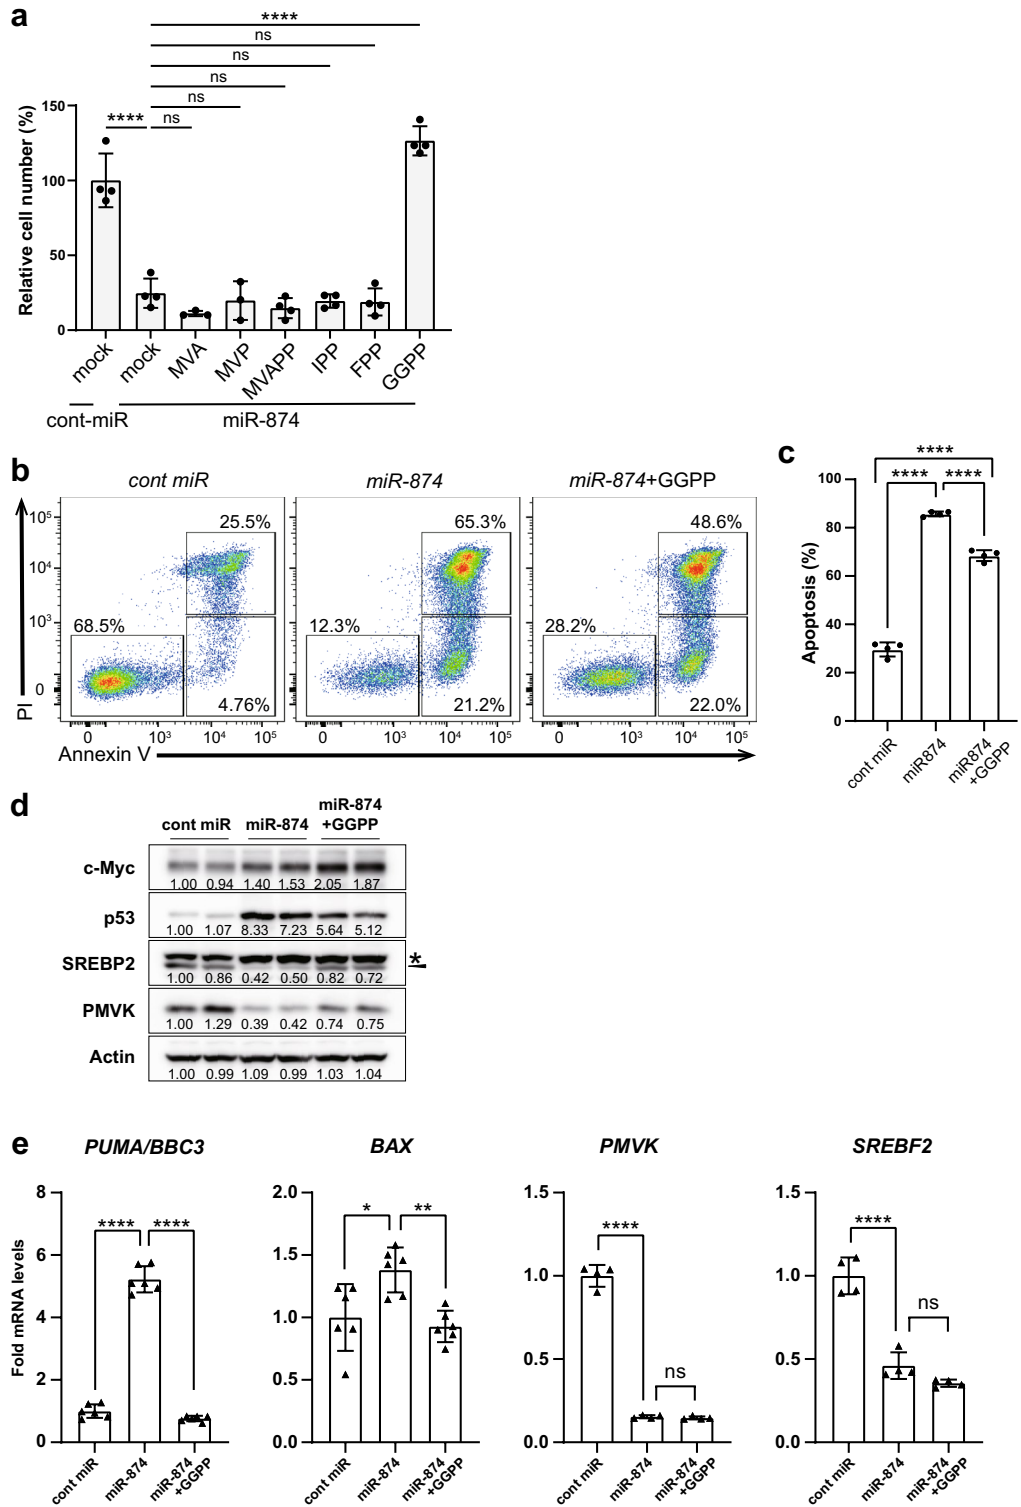 a
****
ns
ns
ns
ns
**** ns
Relative cell number (%)
150
100
50
0
mock mock MVA MVP MVAPP IPP FPP GGPP
cont-miR miR-874
b
cont miR miR-874 miR-874+GGPP
25.5% 65.3% 48.6%
68.5% 12.3% 28.2%
4.76% 21.2% 22.0%
10⁵
10⁴
10³
0
PI
0 10³ 10⁴ 10⁵ 0 10³ 10⁴ 10⁵ 0 10³ 10⁴ 10⁵
Annexin V
c
****
**** ****
Apoptosis (%)
100
80
60
40
20
0
cont miR miR874 miR874
+GGPP
d
miR-874
cont miR miR-874 +GGPP
c-Myc
1.00 0.94 1.40 1.53 2.05 1.87
p53
1.00 1.07 8.33 7.23 5.64 5.12
SREBP2 *
1.00 0.86 0.42 0.50 0.82 0.72
PMVK
1.00 1.29 0.39 0.42 0.74 0.75
Actin
1.00 0.99 1.09 0.99 1.03 1.04
e
PUMA/BBC3
Fold mRNA levels
8
6
4
2
0
**** ****
cont miR miR-874 miR-874
+GGPP
BAX
2.0
1.5
1.0
0.5
0.0
* **
cont miR miR-874 miR-874
+GGPP
PMVK
1.5
1.0
0.5
0.0
****
ns
cont miR miR-874 miR-874
+GGPP
SREBF2
1.5
1.0
0.5
0.0
****
ns
cont miR miR-874 miR-874
+GGPP